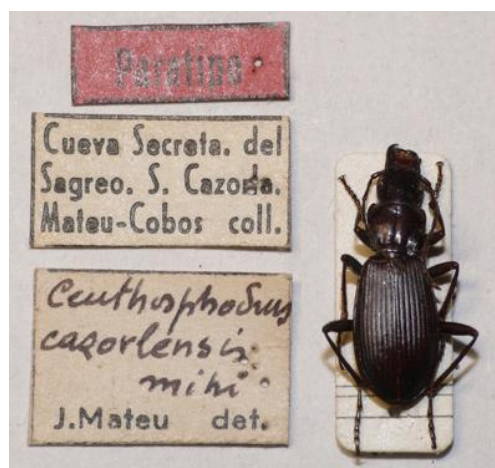 Paratipo
Cueva Secreta. del
Sagreo. S. Cazorla.
Mateu-Cobos coll.
Ceuthosphodrus
cazorlensis
mihi
J.Mateu det.